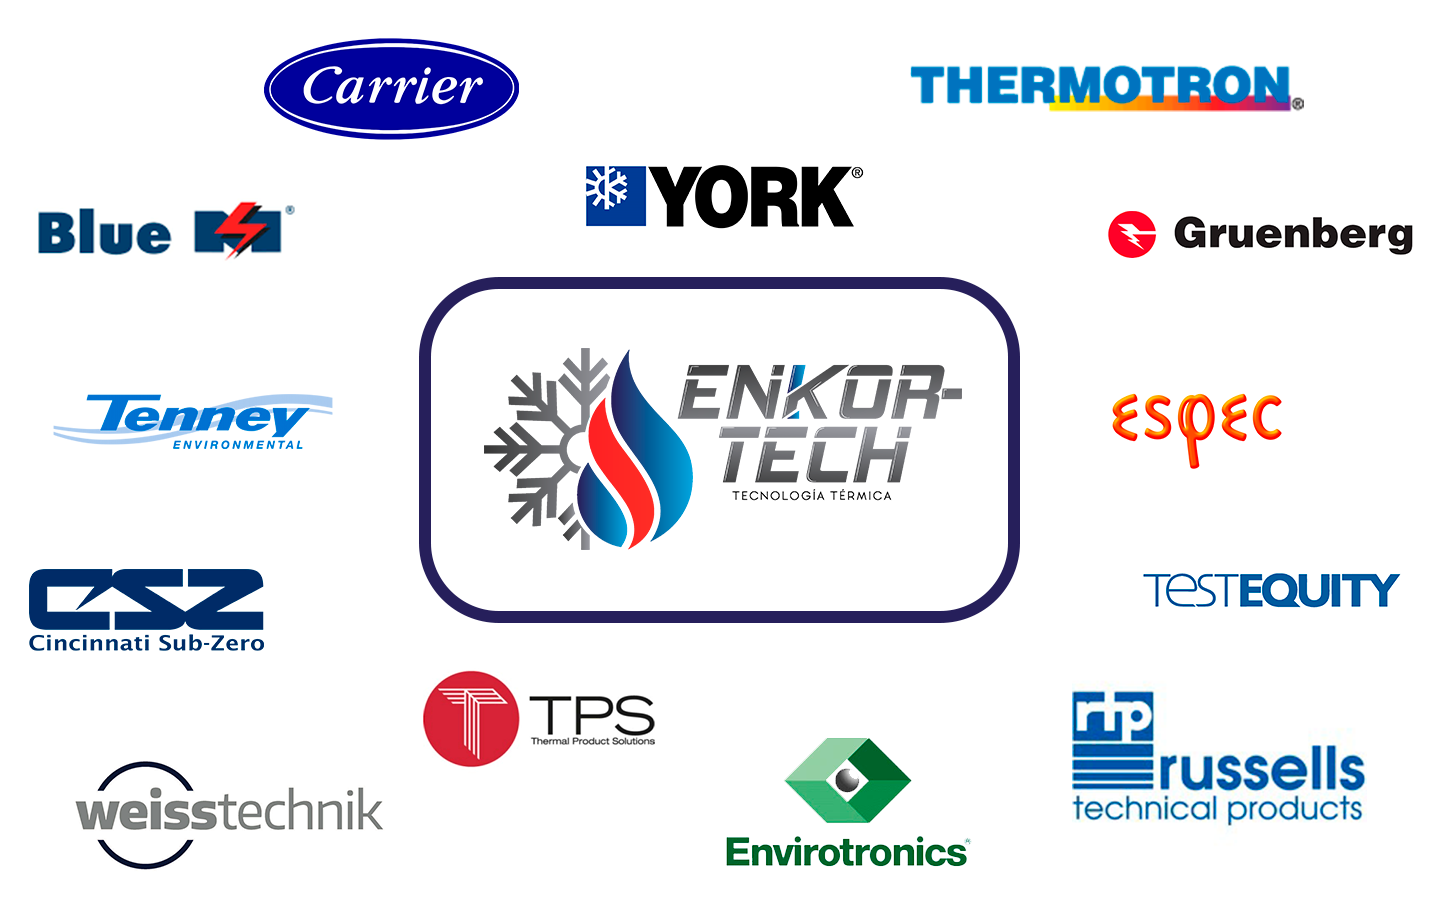 Carrier
THERMOTRON®
YORK®
Blue M®
Gruenberg
ENKOR-
TECH
TECNOLOGÍA TÉRMICA
Tenney
ENVIRONMENTAL
espec
CSZ
Cincinnati Sub-Zero
TesTEQUITY
TPS
Thermal Product Solutions
rtp
russells
technical products
weisstechnik
Envirotronics®